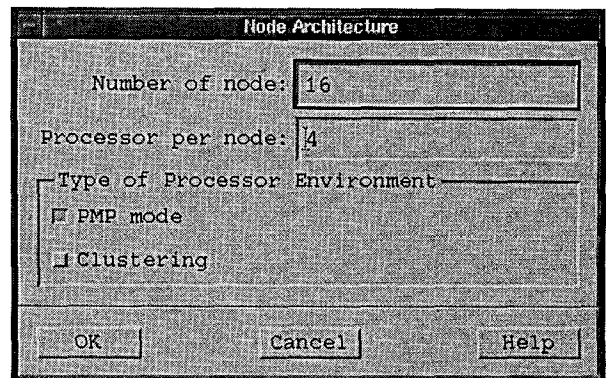 Node Architecture
Number of node: 16
Processor per node: 4
Type of Processor Environment
PMP mode
Clustering
OK Cancel Help